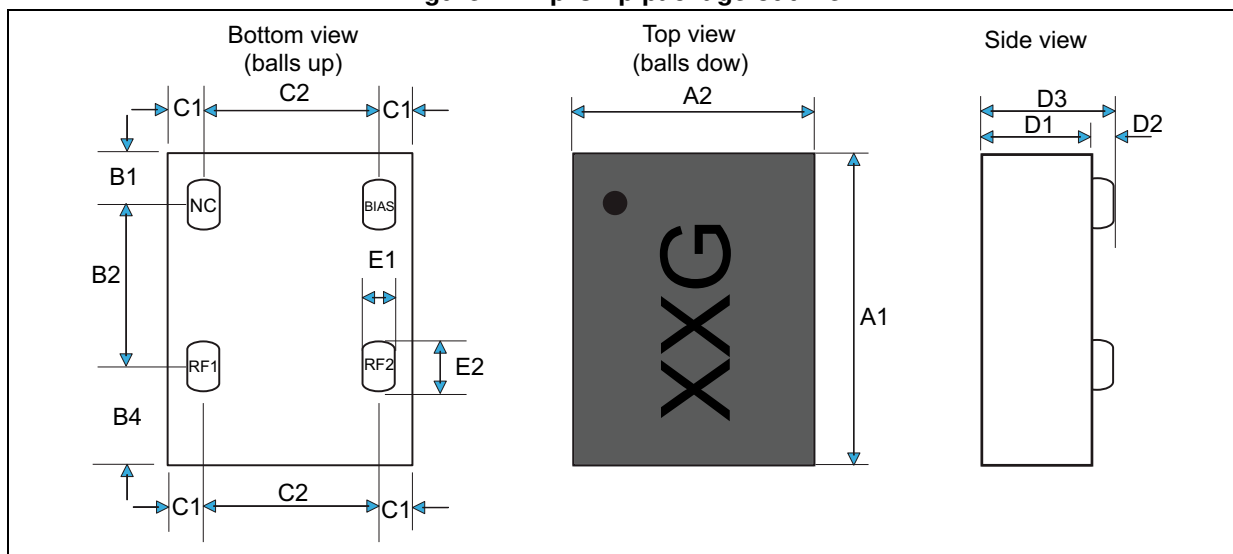 Bottom view
(balls up)
C1 C2 C1
B1
NC BIAS
B2
E1
RF1 RF2
E2
B4
C1 C2 C1
Top view
(balls dow)
A2
XXG
A1
Side view
D3
D1 D2